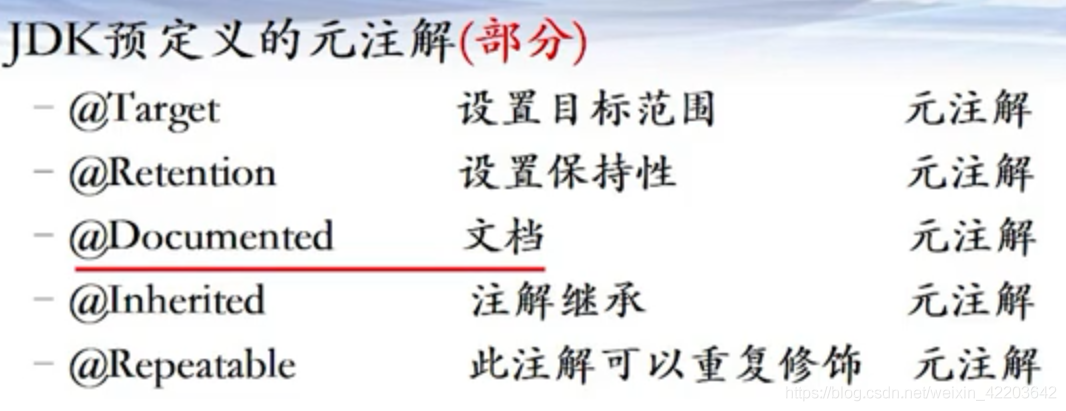 JDK预定义的元注解(部分)
– @Target 设置目标范围 元注解
– @Retention 设置保持性 元注解
– @Documented 文档 元注解
– @Inherited 注解继承 元注解
– @Repeatable 此注解可以重复修饰 元注解
https://blog.csdn.net/weixin_42203642